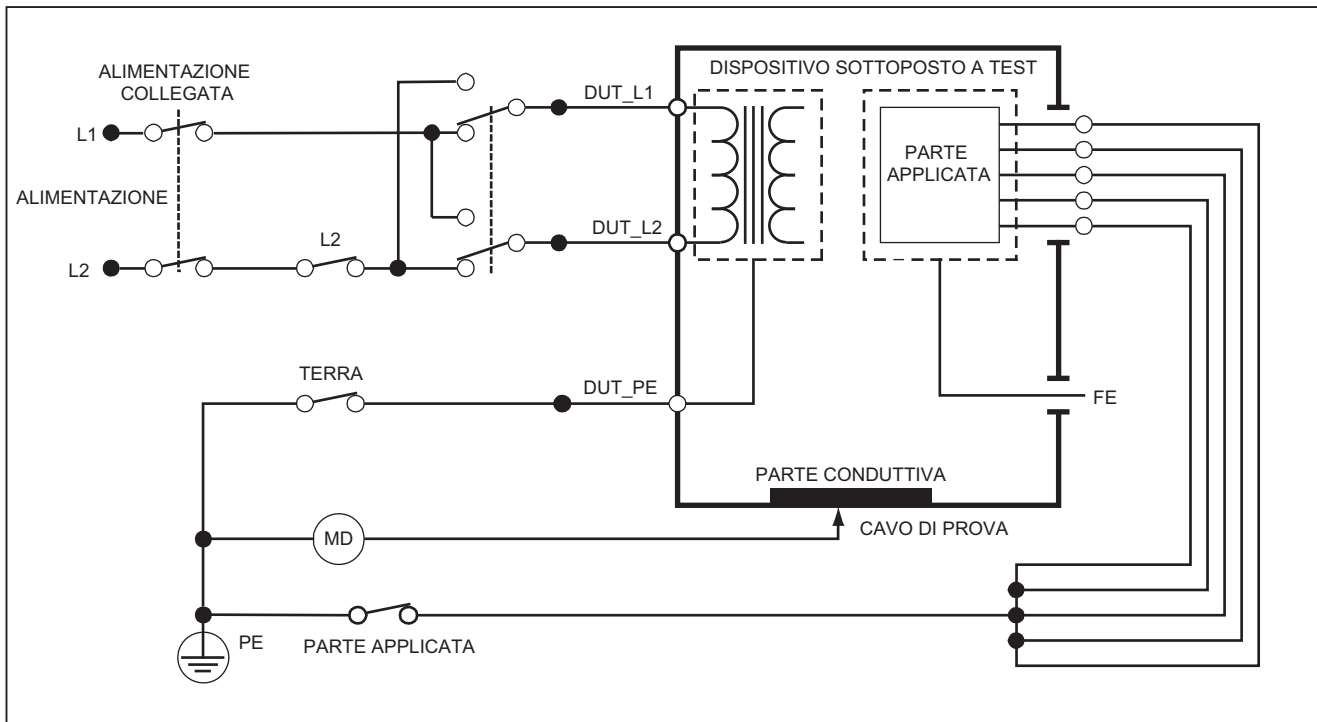 ALIMENTAZIONE
COLLEGATA
DISPOSITIVO SOTTOPOSTO A TEST
DUT_L1
L1
PARTE
APPLICATA
ALIMENTAZIONE
DUT_L2
L2
L2
TERRA
DUT_PE
FE
PARTE CONDUTTIVA
CAVO DI PROVA
MD
PE
PARTE APPLICATA